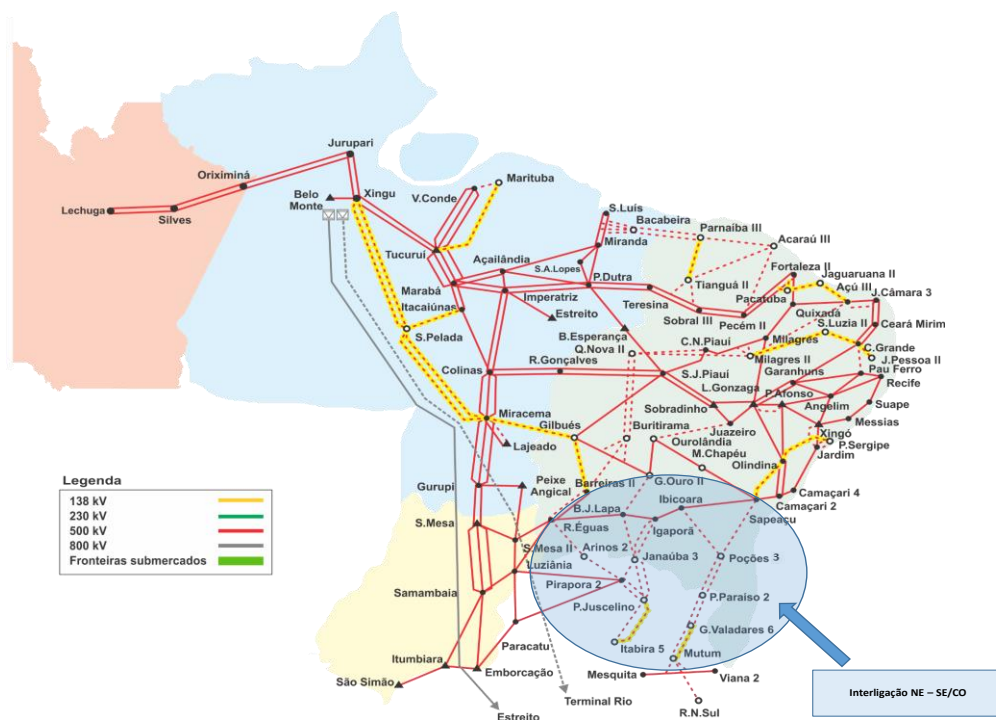 Jurupari
Oriximiná
Lechuga
Silves
Belo
Monte
Xingu
V.Conde
Marituba
Tucuruí
Marabá
Itacaiúnas
S.Pelada
Açailândia
Imperatriz
Estreito
S.Luís
Bacabeira
Miranda
S.A.Lopes
P.Dutra
Parnaíba III
Acaraú III
Tianguá II
Fortaleza II
Jaguaruana II
Pacatuba
Açú III
J.Câmara 3
Teresina
Sobral III
Pecém II
Quixadá
S.Luzia II
Ceará Mirim
B.Esperança
Q.Nova II
C.N.Piauí
Milagres
Milagres II
C.Grande
J.Pessoa II
Colinas
R.Gonçalves
S.J.Piauí
L.Gonzaga
Garanhuns
Pau Ferro
P.Afonso
Recife
Miracema
Lajeado
Gilbués
Sobradinho
Buritirama
Juazeiro
Angelim
Suape
Messias
Ourolândia
M.Chapéu
Xingó
P.Sergipe
Jardim
Olindina
Gurupi
Peixe
Angical
Barreiras II
G.Ouro II
Ibicoara
Camaçari 4
Camaçari 2
Sapeaçu
S.Mesa
B.J.Lapa
R.Éguas
Igaporã
S.Mesa II
Luziânia
Arinos 2
Janaúba 3
Poções 3
Samambaia
Pirapora 2
P.Juscelino
P.Paraiso 2
G.Valadares 6
Paracatu
Itabira 5
Mutum
Itumbiara
Emborcação
São Simão
Mesquita
Viana 2
Terminal Rio
R.N.Sul
Estreito
Legenda
138 kV
230 kV
500 kV
800 kV
Fronteiras submercados
Interligação NE – SE/CO